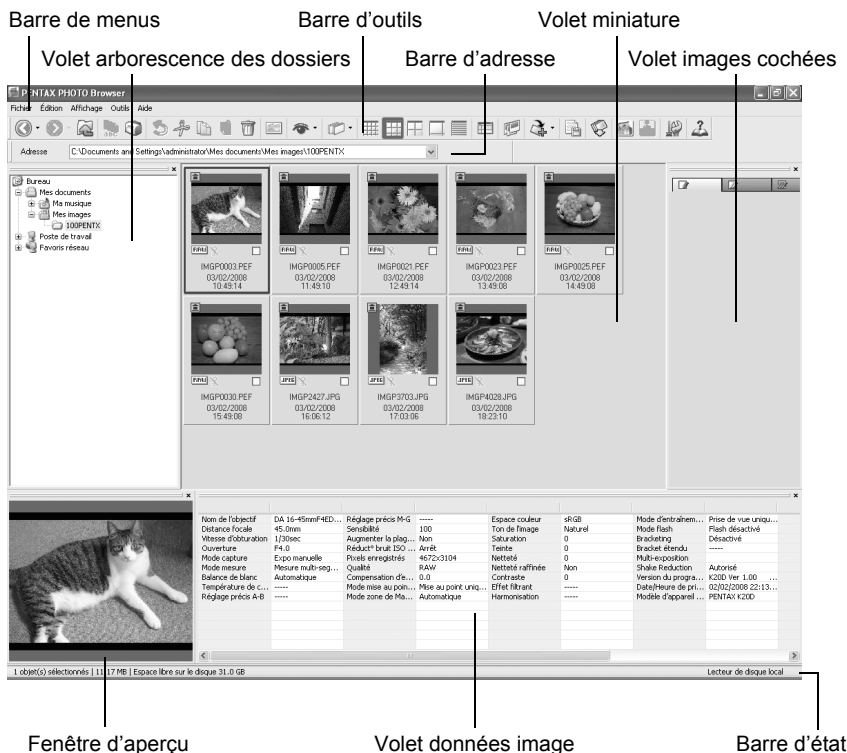 Barre de menus Barre d'outils Volet miniature
Volet arborescence des dossiers Barre d'adresse Volet images cochées
PENTAX PHOTO Browser
Fichier Édition Affichage Outils Aide
Adresse C:\Documents and Settings\administrator\Mes documents\Mes images\100PENTX
Bureau
Mes documents
Ma musique
Mes images
100PENTX
Poste de travail
Favoris réseau
RAW RAW RAW RAW RAW
IMGP0003.PEF IMGP0005.PEF IMGP0021.PEF IMGP0023.PEF IMGP0025.PEF
03/02/2008 03/02/2008 03/02/2008 03/02/2008 03/02/2008
10:49:14 11:49:10 12:49:14 13:49:08 14:49:08
RAW JPEG JPEG JPEG
IMGP0030.PEF IMGP2427.JPG IMGP3703.JPG IMGP4028.JPG
03/02/2008 03/02/2008 03/02/2008 03/02/2008
15:49:08 16:06:12 17:03:06 18:23:10
Nom de l'objectif DA 16-45mmF4ED... Réglage précis M-G ----- Espace couleur sRGB Mode d'entraînem... Prise de vue uniqu...
Distance focale 45.0mm Sensibilité 100 Ton de l'image Naturel Mode flash Flash désactivé
Vitesse d'obturation 1/30sec Augmenter la plag... Non Saturation 0 Bracketing Désactivé
Ouverture F4.0 Réduct° bruit ISO ... Arrêt Teinte 0 Bracket étendu -----
Mode capture Expo manuelle Pixels enregistrés 4672x3104 Netteté 0 Multi-exposition
Mode mesure Mesure multi-seg... Qualité RAW Netteté raffinée Non Shake Reduction Autorisé
Balance de blanc Automatique Compensation d'e... 0.0 Contraste 0 Version du progra... K20D Ver 1.00 ...
Température de c... ----- Mode mise au poin... Mise au point uniq... Effet filtrant ----- Date/Heure de pri... 02/02/2008 22:13...
Réglage précis A-B ----- Mode zone de Ma... Automatique Harmonisation ----- Modèle d'appareil ... PENTAX K20D
1 objet(s) sélectionnés | 11.17 MB | Espace libre sur le disque 31.0 GB Lecteur de disque local
Fenêtre d'aperçu Volet données image Barre d'état